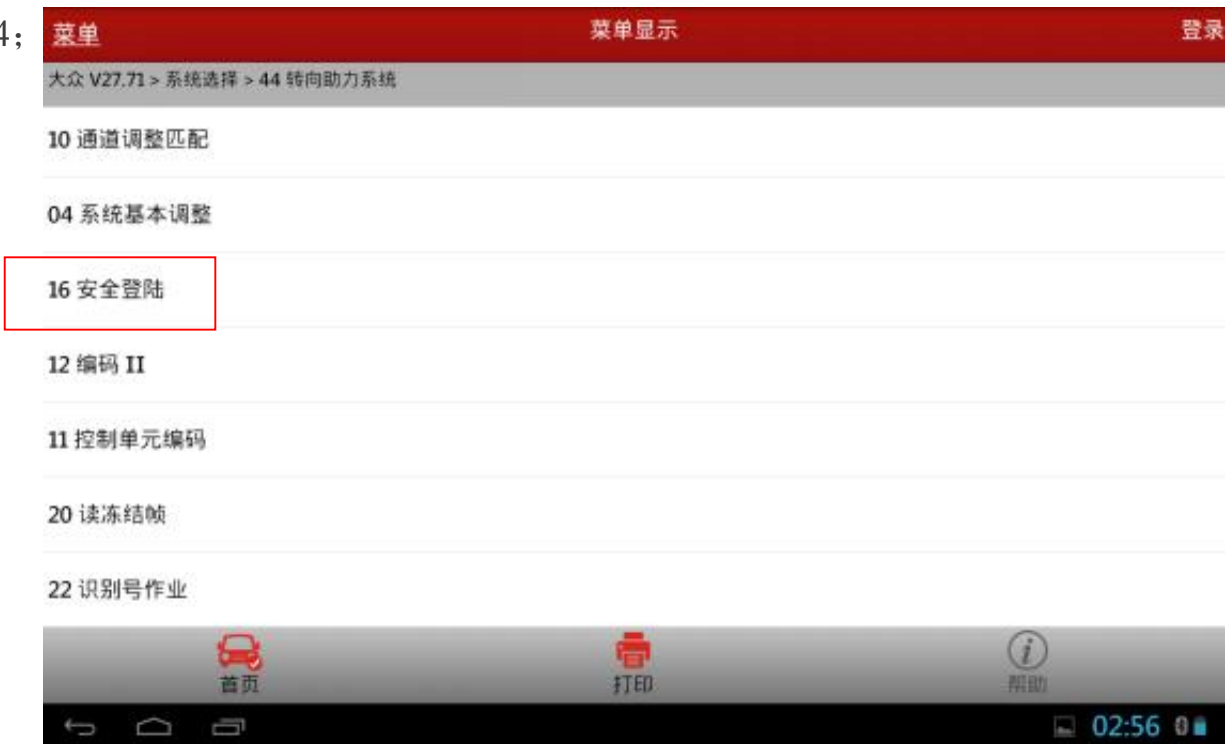 4；
菜单 菜单显示 登录
大众 V27.71 > 系统选择 > 44 转向助力系统
10 通道调整匹配
04 系统基本调整
16 安全登陆
12 编码 II
11 控制单元编码
20 读冻结帧
22 识别号作业
首页 打印 帮助
02:56